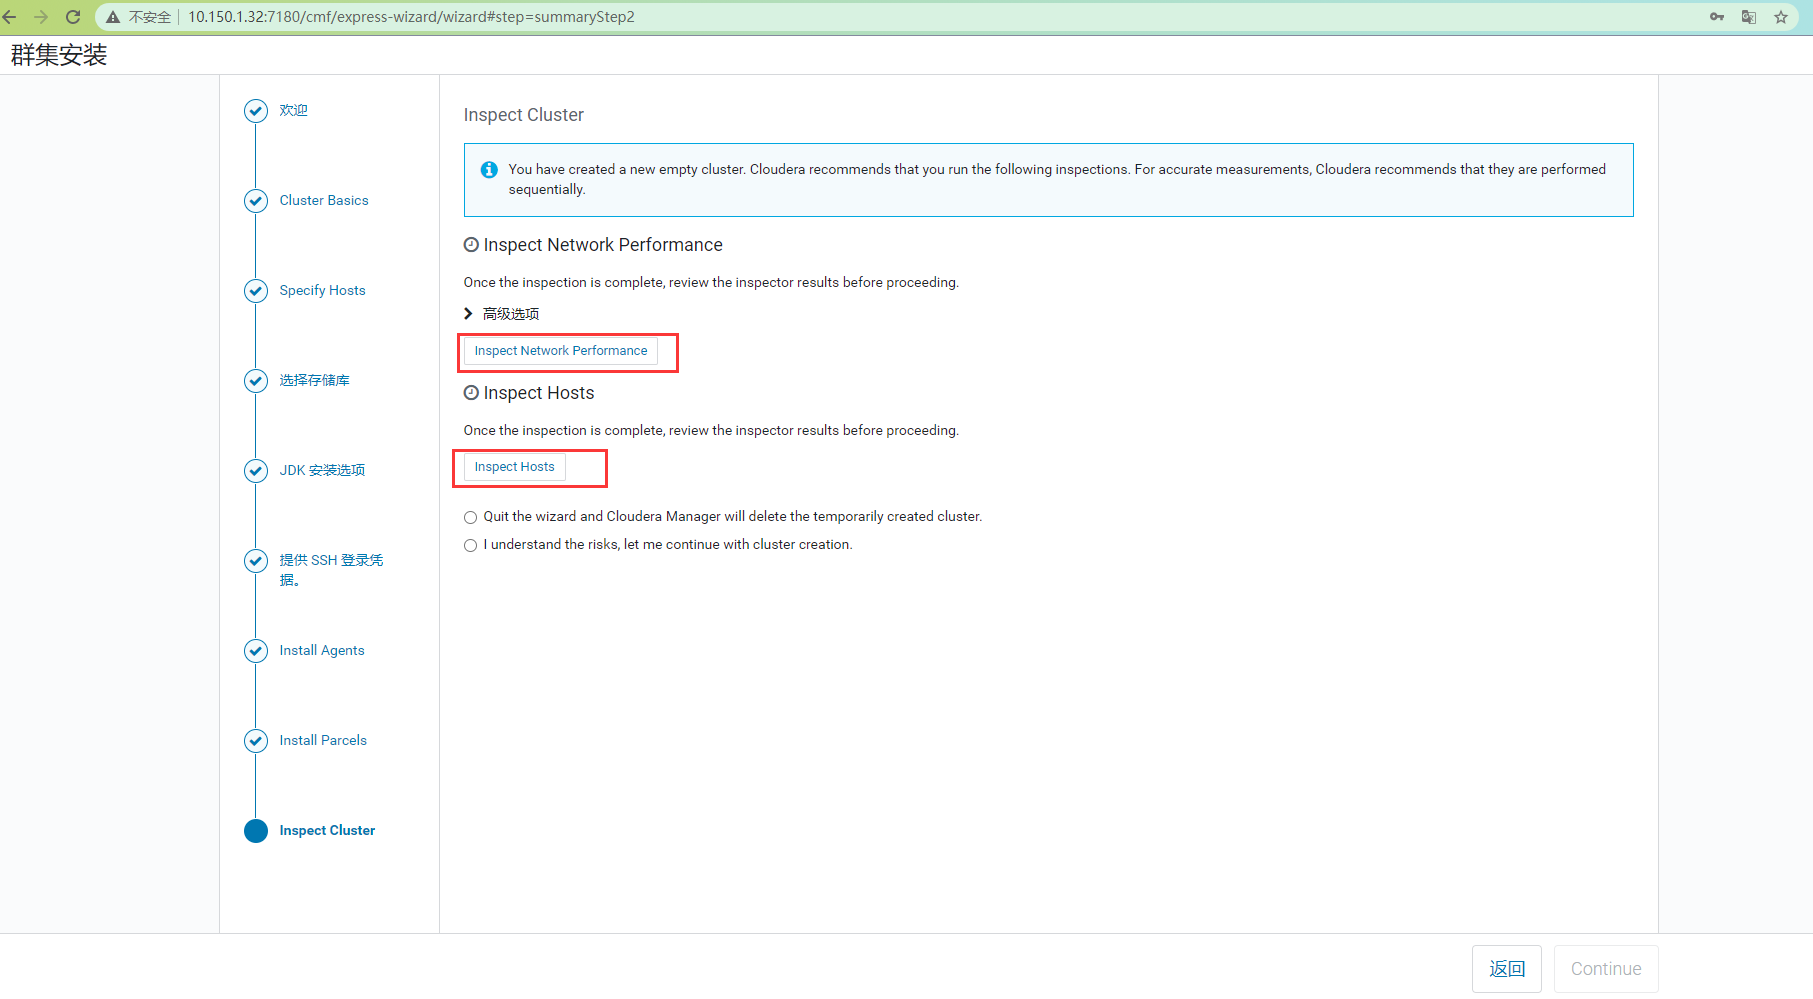 不安全
10.150.1.32:7180/cmf/express-wizard/wizard#step=summaryStep2
群集安装
欢迎
Cluster Basics
Specify Hosts
选择存储库
JDK 安装选项
提供 SSH 登录凭
据。
Install Agents
Install Parcels
Inspect Cluster
Inspect Cluster
You have created a new empty cluster. Cloudera recommends that you run the following inspections. For accurate measurements, Cloudera recommends that they are performed
sequentially.
Inspect Network Performance
Once the inspection is complete, review the inspector results before proceeding.
高级选项
Inspect Network Performance
Inspect Hosts
Once the inspection is complete, review the inspector results before proceeding.
Inspect Hosts
Quit the wizard and Cloudera Manager will delete the temporarily created cluster.
I understand the risks, let me continue with cluster creation.
返回
Continue